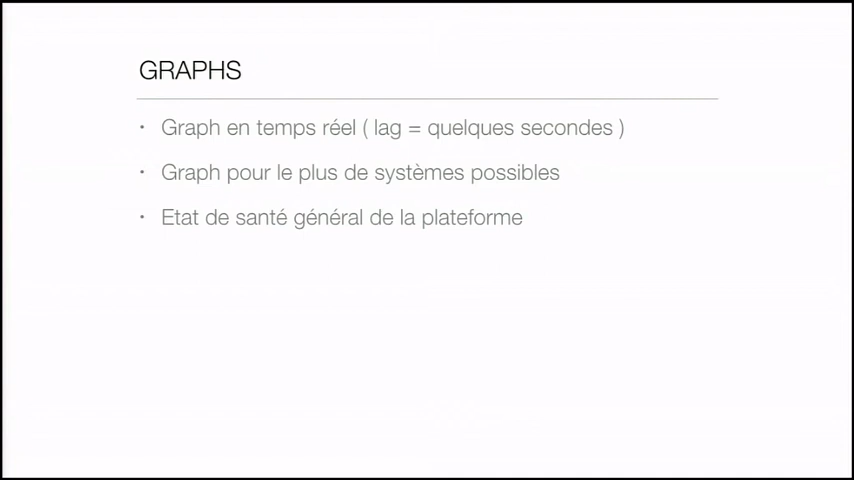 GRAPHS
• Graph en temps réel ( lag = quelques secondes )
• Graph pour le plus de systèmes possibles
• Etat de santé général de la plateforme